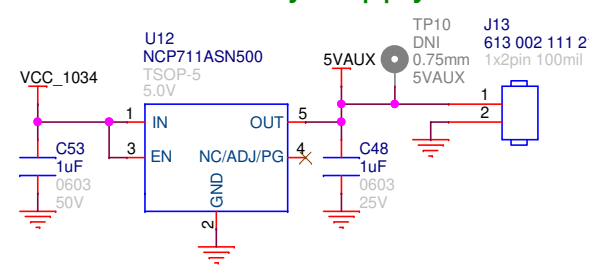 U12
NCP711ASN500
TSOP-5
5.0V
VCC_1034
1
IN
3
EN
OUT
5
NC/ADJ/PG
4
GND
2
C53
1uF
0603
50V
5VAUX
C48
1uF
0603
25V
TP10
DNI
0.75mm
5VAUX
J13
613 002 111 2
1x2pin 100mil
1
2